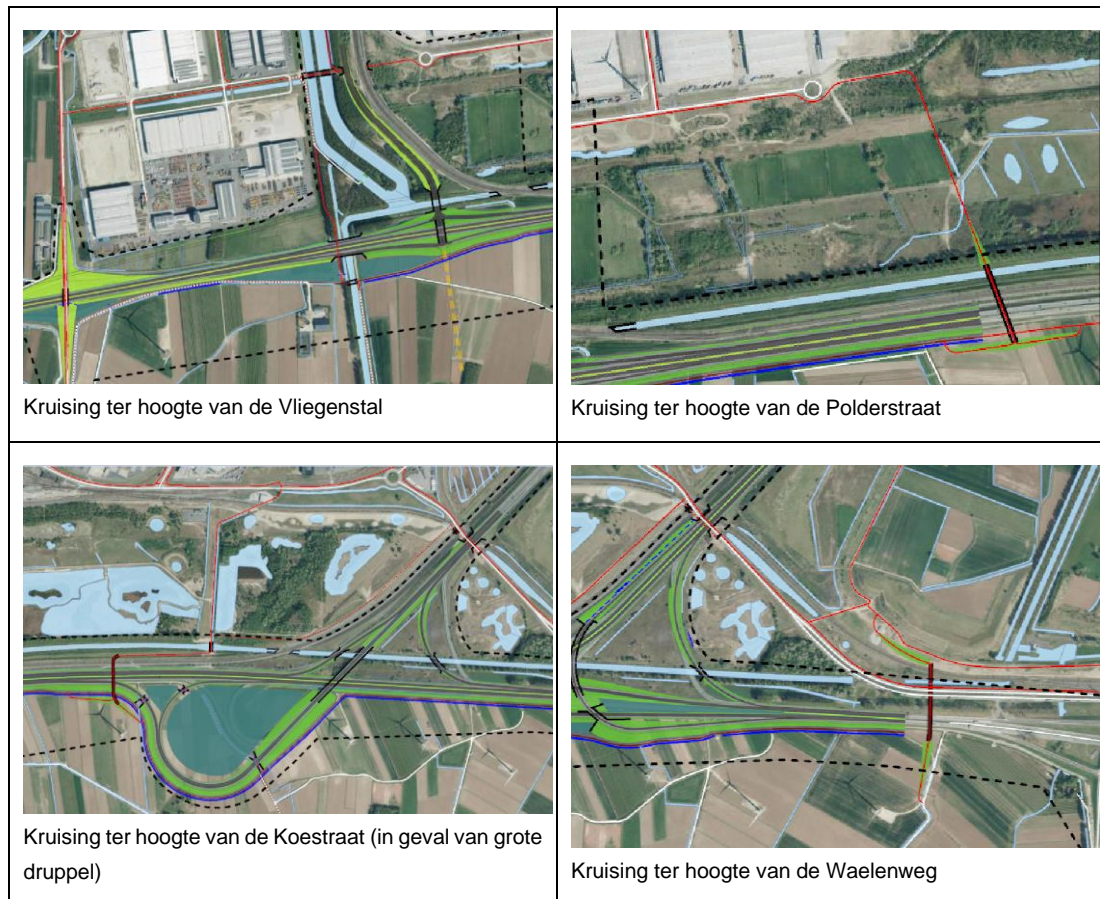 Kruising ter hoogte van de Vliegenstal
Kruising ter hoogte van de Polderstraat
Kruising ter hoogte van de Koestraat (in geval van grote
druppel)
Kruising ter hoogte van de Waelenweg